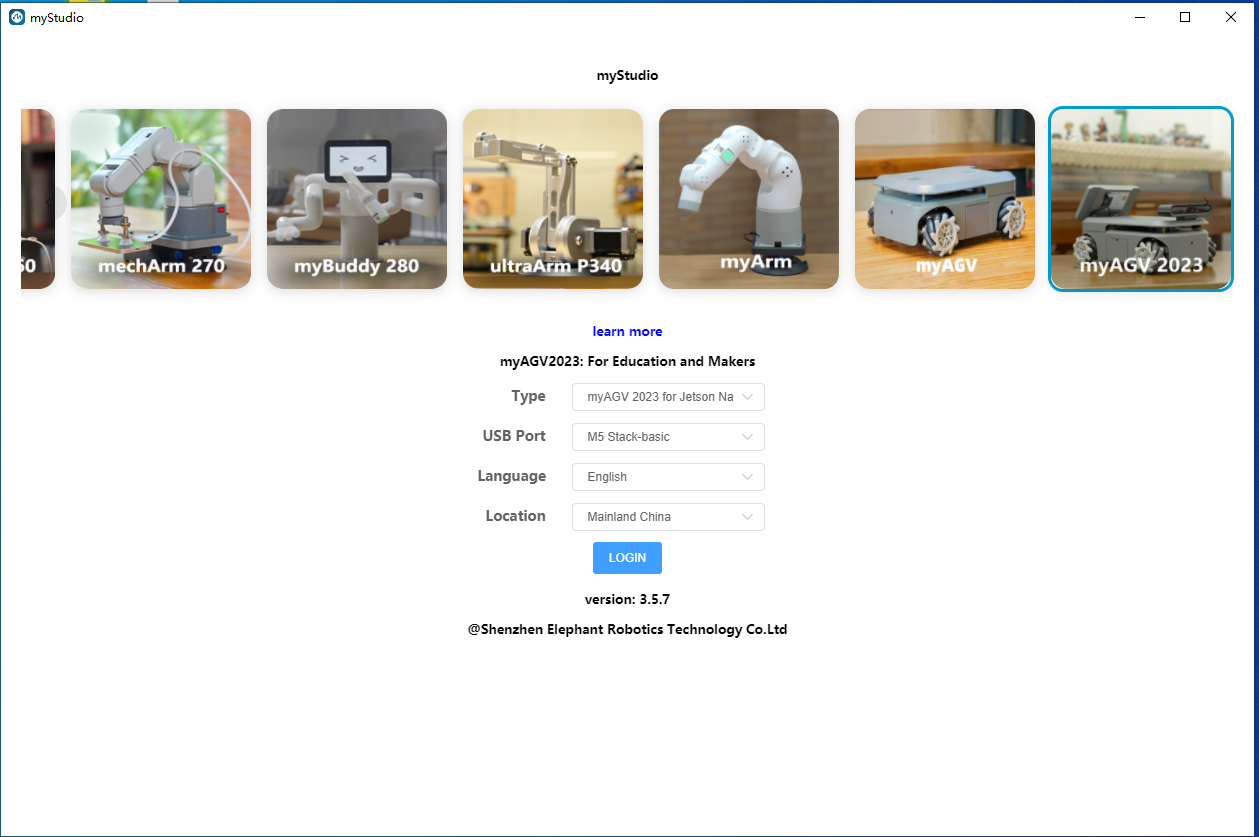 myStudio
myStudio
50
mechArm 270
myBuddy 280
ultraArm P340
myArm
myAGV
myAGV 2023
learn more
myAGV2023: For Education and Makers
Type myAGV 2023 for Jetson Na
USB Port M5 Stack-basic
Language English
Location Mainland China
LOGIN
version: 3.5.7
@Shenzhen Elephant Robotics Technology Co.Ltd